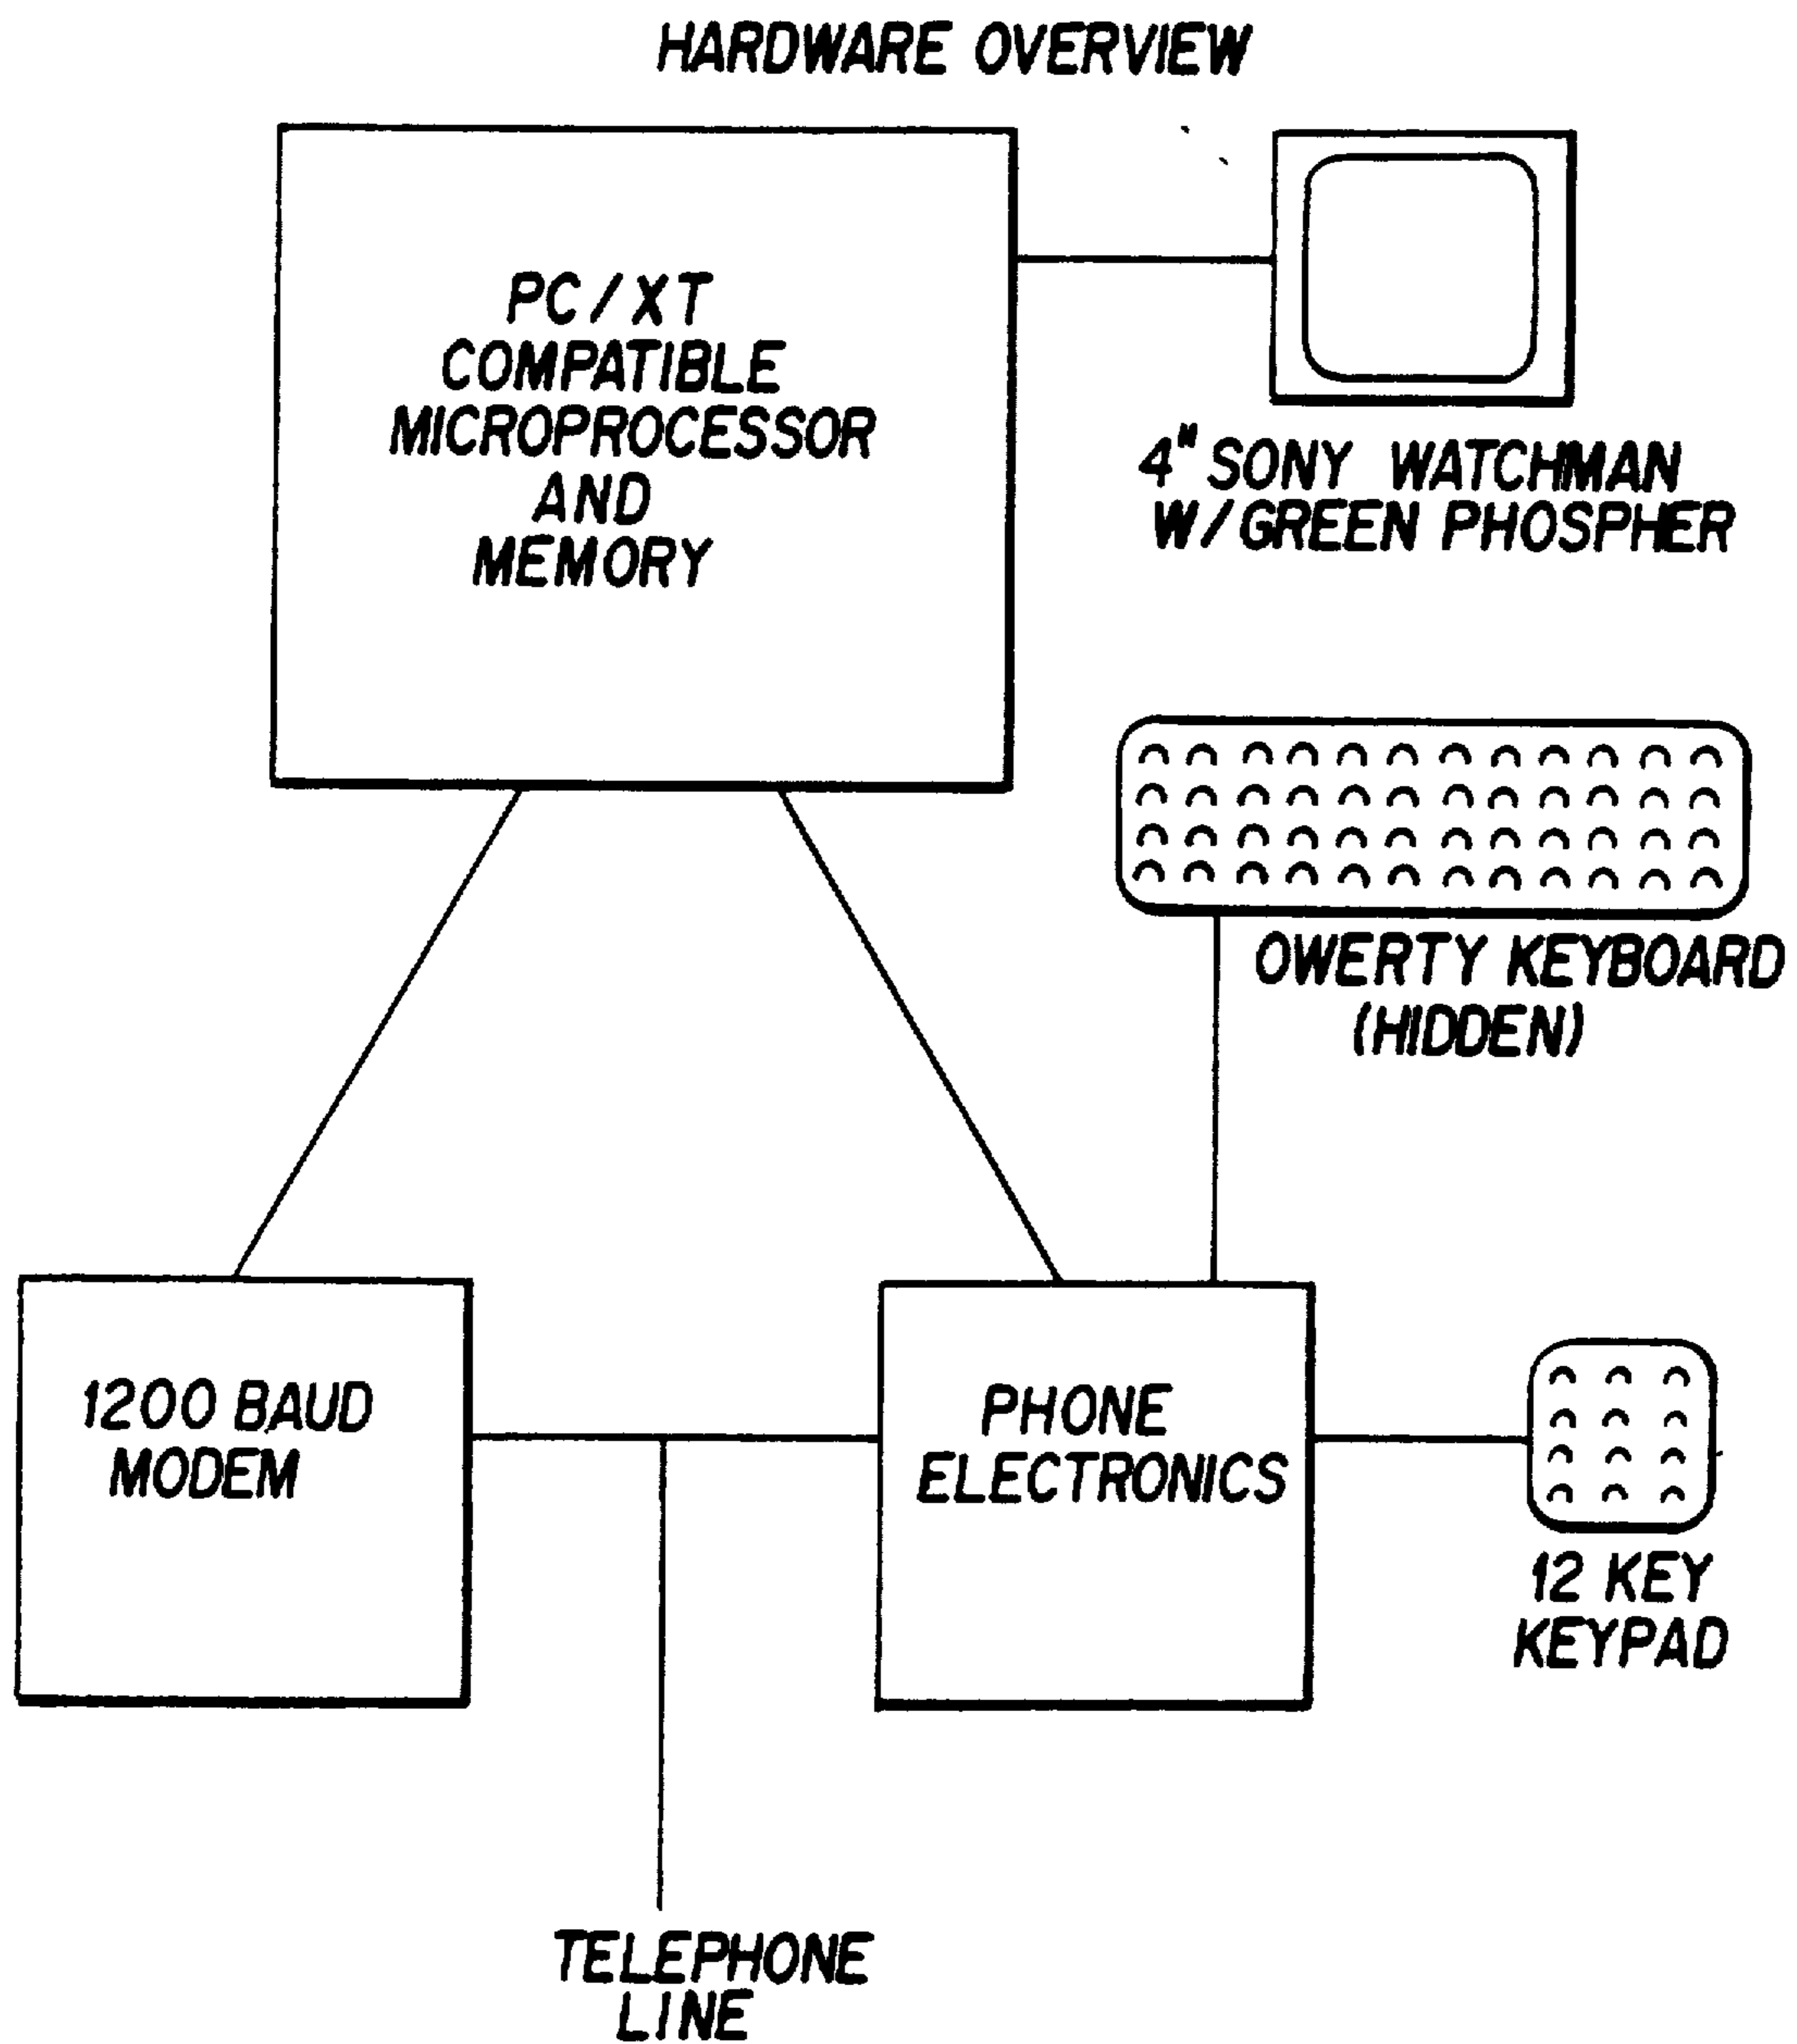 HARDWARE OVERVIEW
PC/XT
COMPATIBLE
MICROPROCESSOR
AND
MEMORY
4" SONY WATCHMAN
W/GREEN PHOSPHER
OWERTY KEYBOARD
(HIDDEN)
1200 BAUD
MODEM
PHONE
ELECTRONICS
12 KEY
KEYPAD
TELEPHONE
LINE